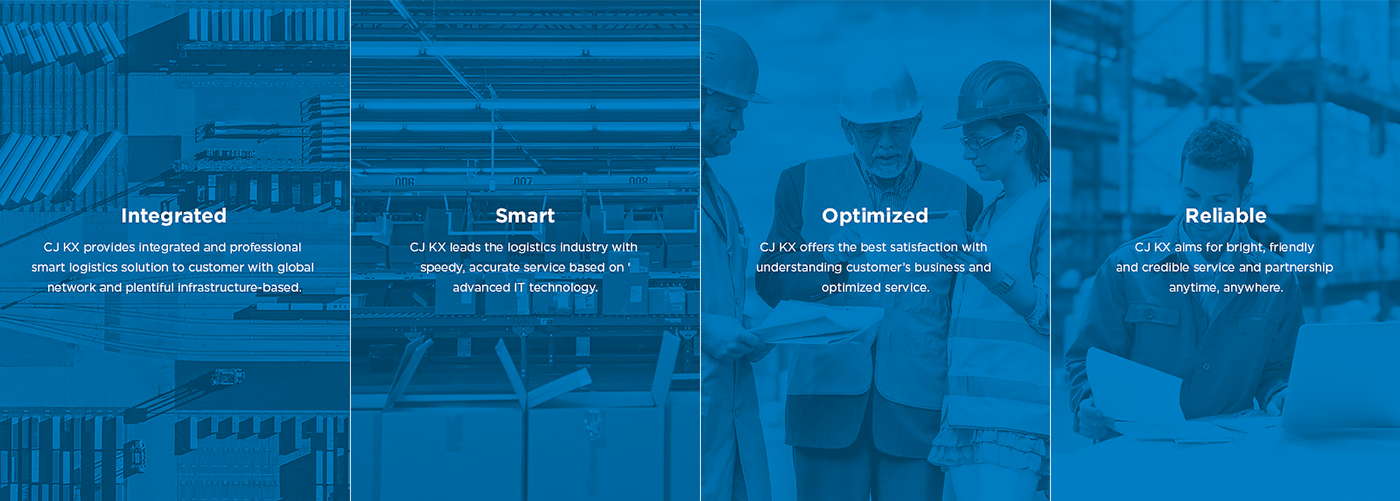 006
007
008
Integrated
CJ KX provides integrated and professional
smart logistics solution to customer with global
network and plentiful infrastructure-based.
Smart
CJ KX leads the logistics industry with
speedy, accurate service based on '
advanced IT technology.
Optimized
CJ KX offers the best satisfaction with
understanding customer's business and
optimized service.
Reliable
CJ KX aims for bright, friendly
and credible service and partnership
anytime, anywhere.